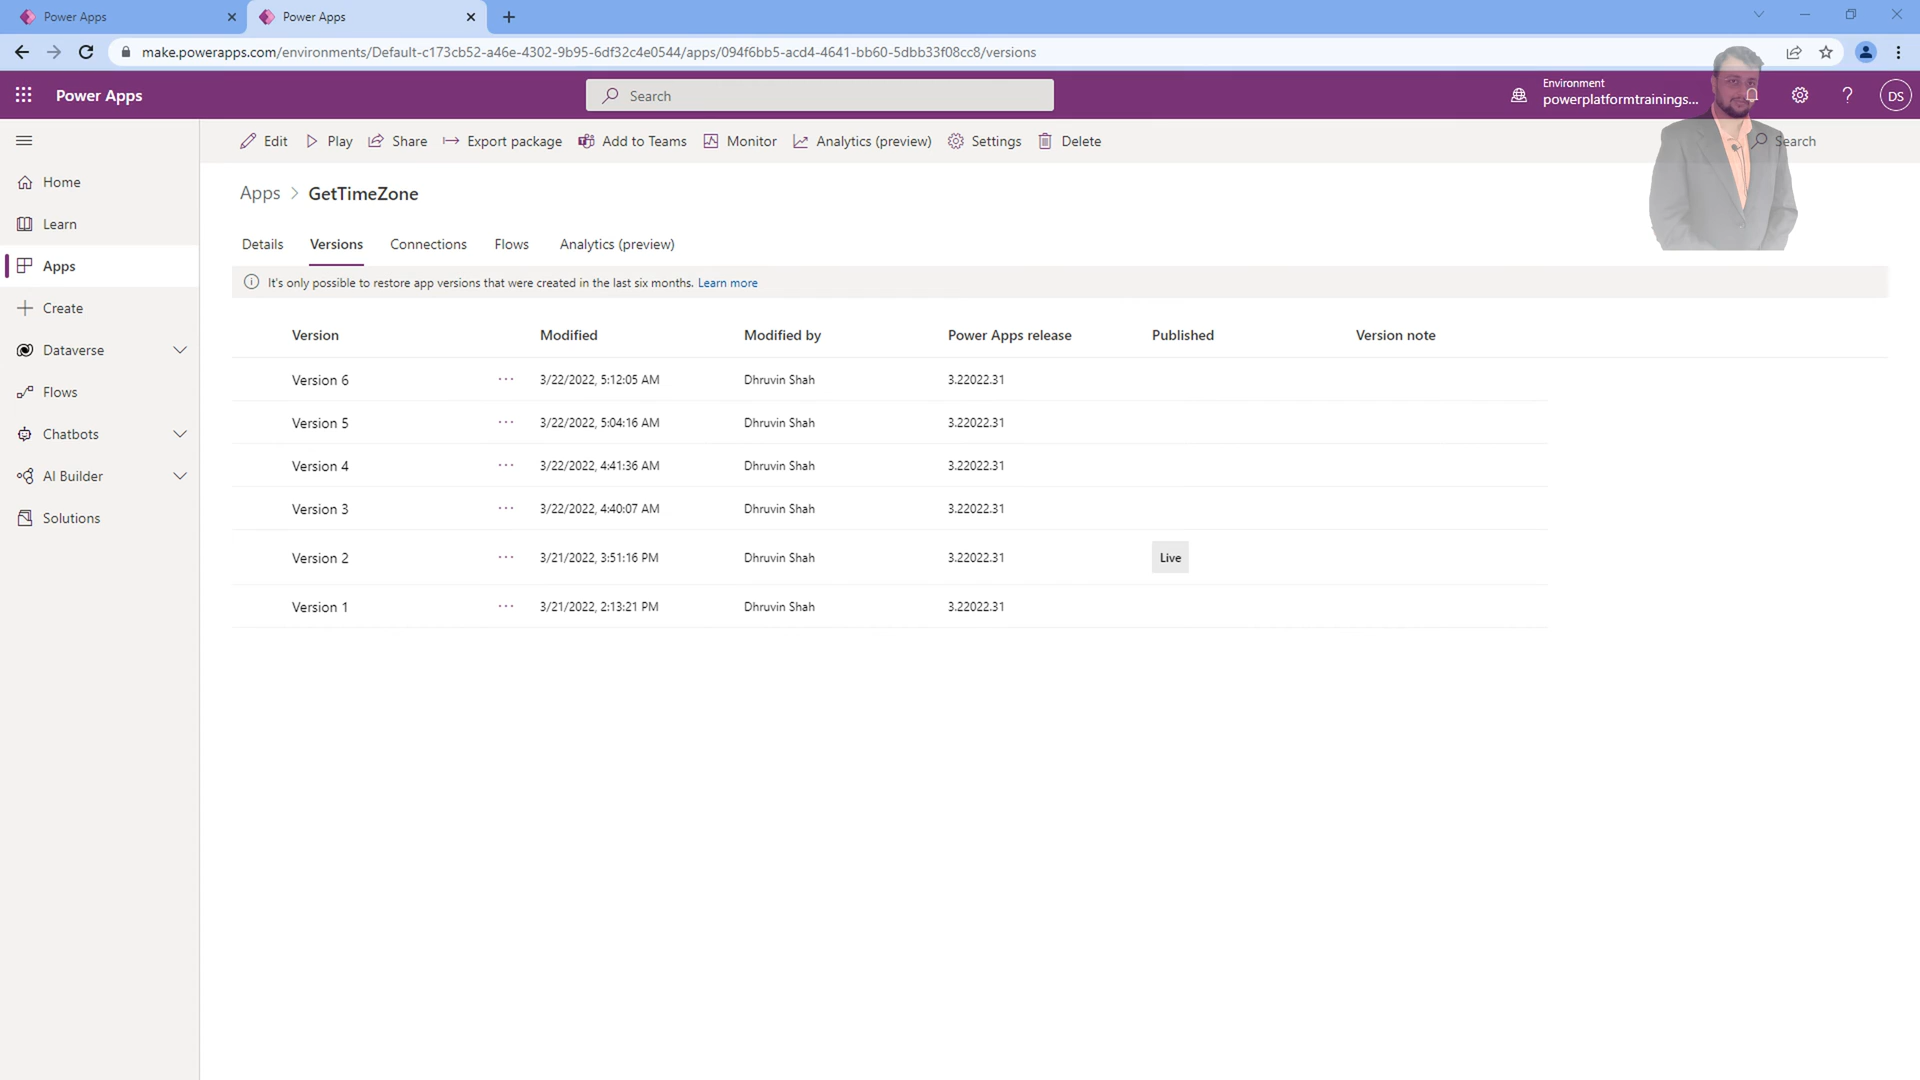 Power Apps
Power Apps
make.powerapps.com/environments/Default-c173cb52-a46e-4302-9b95-6df32c4e0544/apps/094f6bb5-acd4-4641-bb60-5dbb33f08cc8/versions
Power Apps
Search
Environment
powerplatformtrainings...
?
DS
Edit
Play
Share
Export package
Add to Teams
Monitor
Analytics (preview)
Settings
Delete
Search
Home
Learn
Apps
Create
Dataverse
Flows
Chatbots
AI Builder
Solutions
Apps > GetTimeZone
Details
Versions
Connections
Flows
Analytics (preview)
It's only possible to restore app versions that were created in the last six months. Learn more
Version Modified Modified by Power Apps release Published Version note
Version 6 ... 3/22/2022, 5:12:05 AM Dhruvin Shah 3.22022.31
Version 5 ... 3/22/2022, 5:04:16 AM Dhruvin Shah 3.22022.31
Version 4 ... 3/22/2022, 4:41:36 AM Dhruvin Shah 3.22022.31
Version 3 ... 3/22/2022, 4:40:07 AM Dhruvin Shah 3.22022.31
Version 2 ... 3/21/2022, 3:51:16 PM Dhruvin Shah 3.22022.31 Live
Version 1 ... 3/21/2022, 2:13:21 PM Dhruvin Shah 3.22022.31